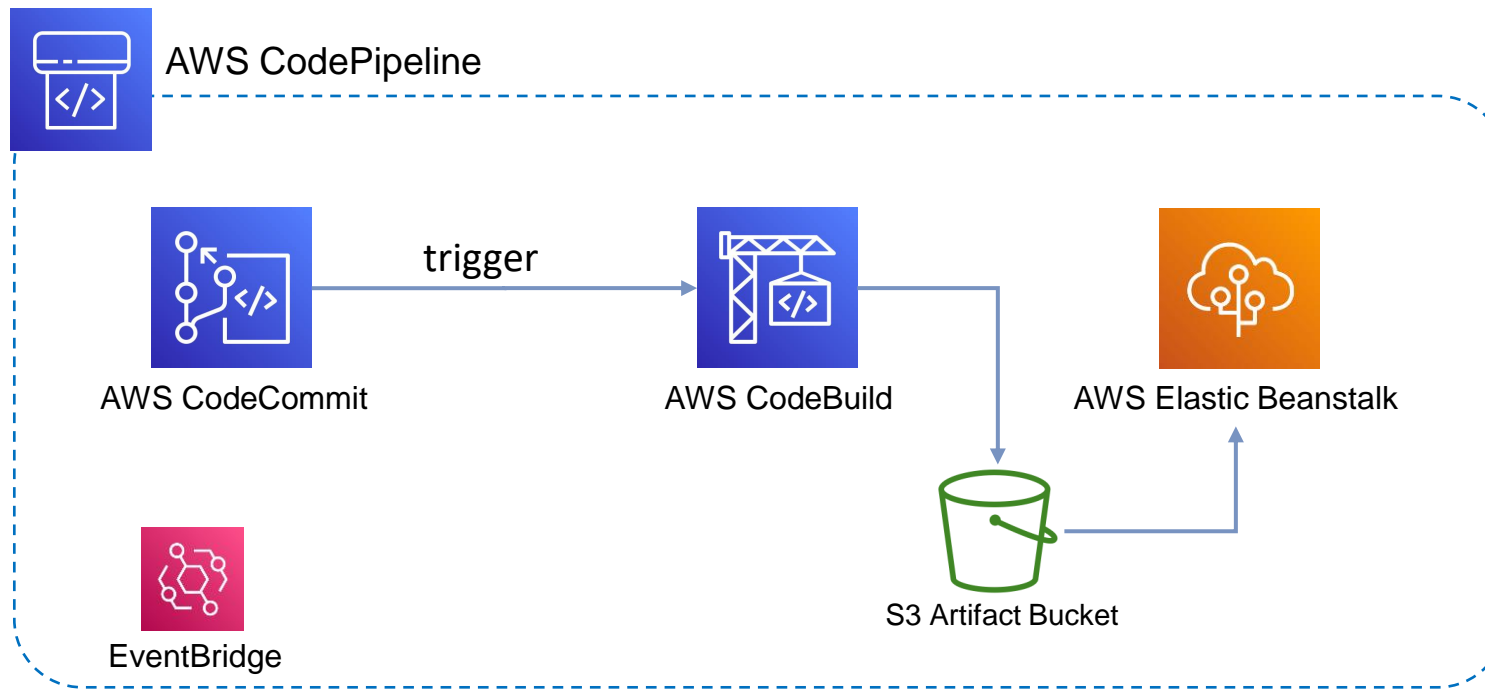 AWS CodePipeline
trigger
AWS CodeCommit
AWS CodeBuild
AWS Elastic Beanstalk
S3 Artifact Bucket
EventBridge